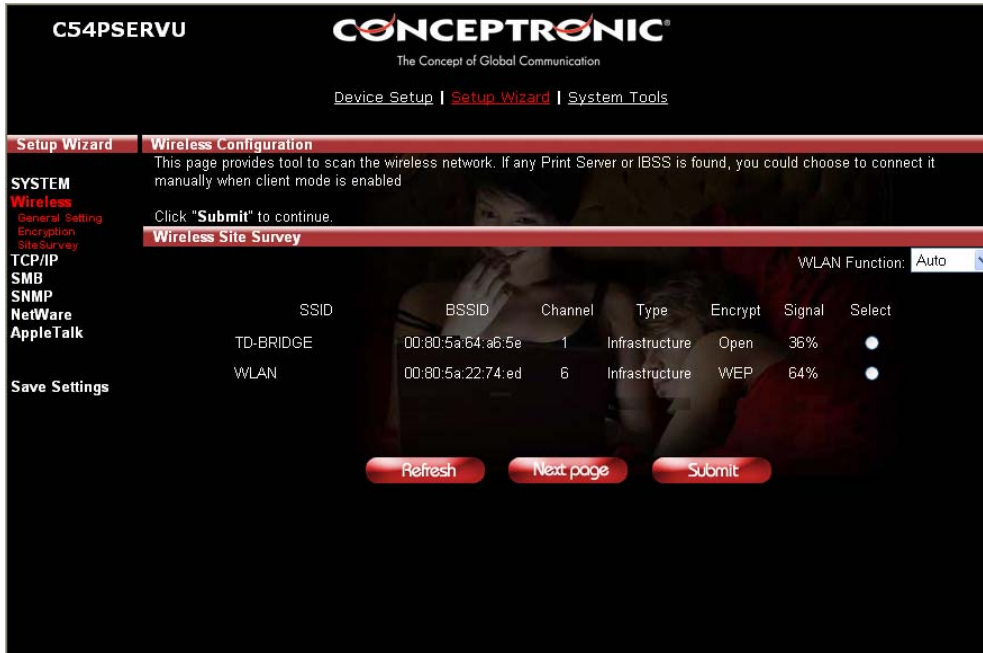 C54PSERVU
CONCEPTRONIC®
The Concept of Global Communication
Device Setup | Setup Wizard | System Tools
Setup Wizard
SYSTEM
Wireless
General Setting
Encryption
SiteSurvey
TCP/IP
SMB
SNMP
NetWare
AppleTalk
Save Settings
Wireless Configuration
This page provides tool to scan the wireless network. If any Print Server or IBSS is found, you could choose to connect it
manually when client mode is enabled
Click "Submit" to continue.
Wireless Site Survey
WLAN Function: Auto
SSID BSSID Channel Type Encrypt Signal Select
TD-BRIDGE 00:80:5a:64:a6:5e 1 Infrastructure Open 36%
WLAN 00:80:5a:22:74:ed 6 Infrastructure WEP 64%
Refresh Next page Submit